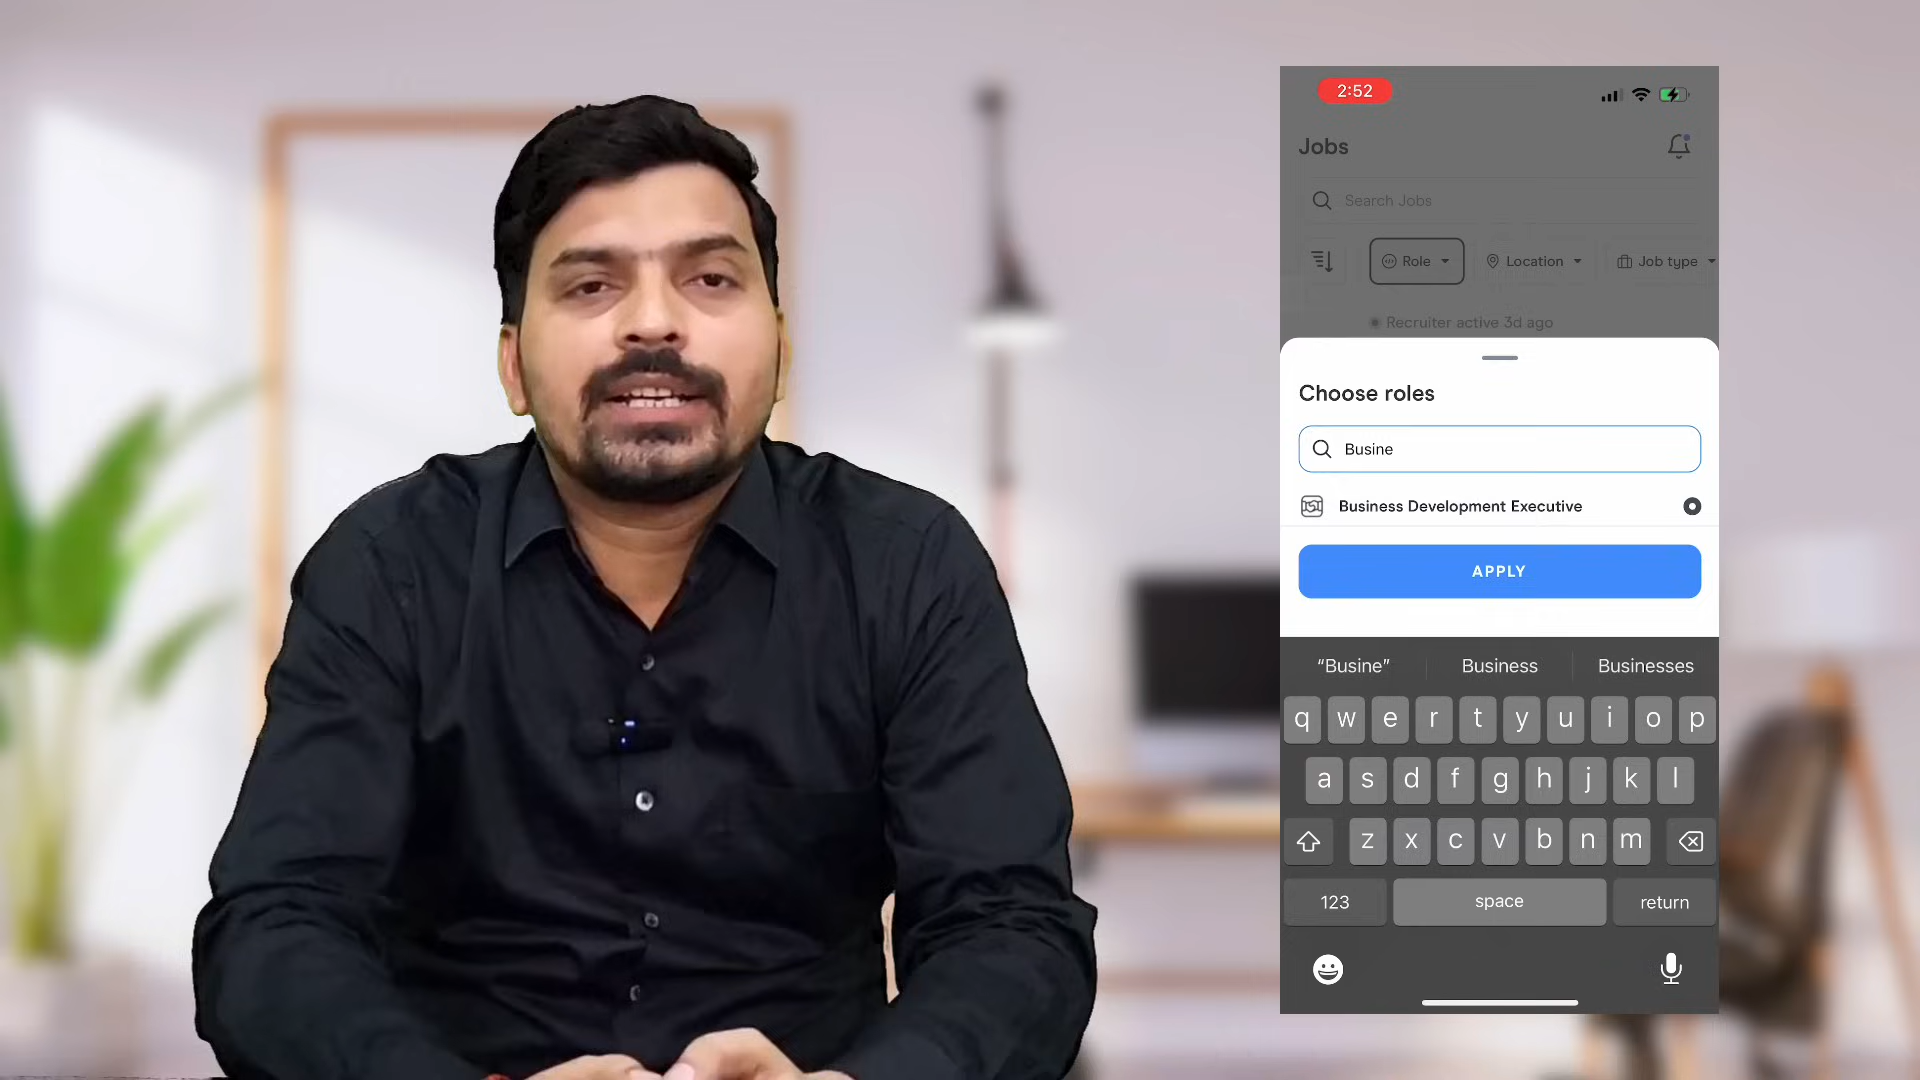 2:52
Jobs
Search Jobs
Role
Location
Job type
Recruiter active 3d ago
Choose roles
Busine
Business Development Executive
APPLY
“Busine” Business Businesses
q w e r t y u i o p
a s d f g h j k l
z x c v b n m
123 space return